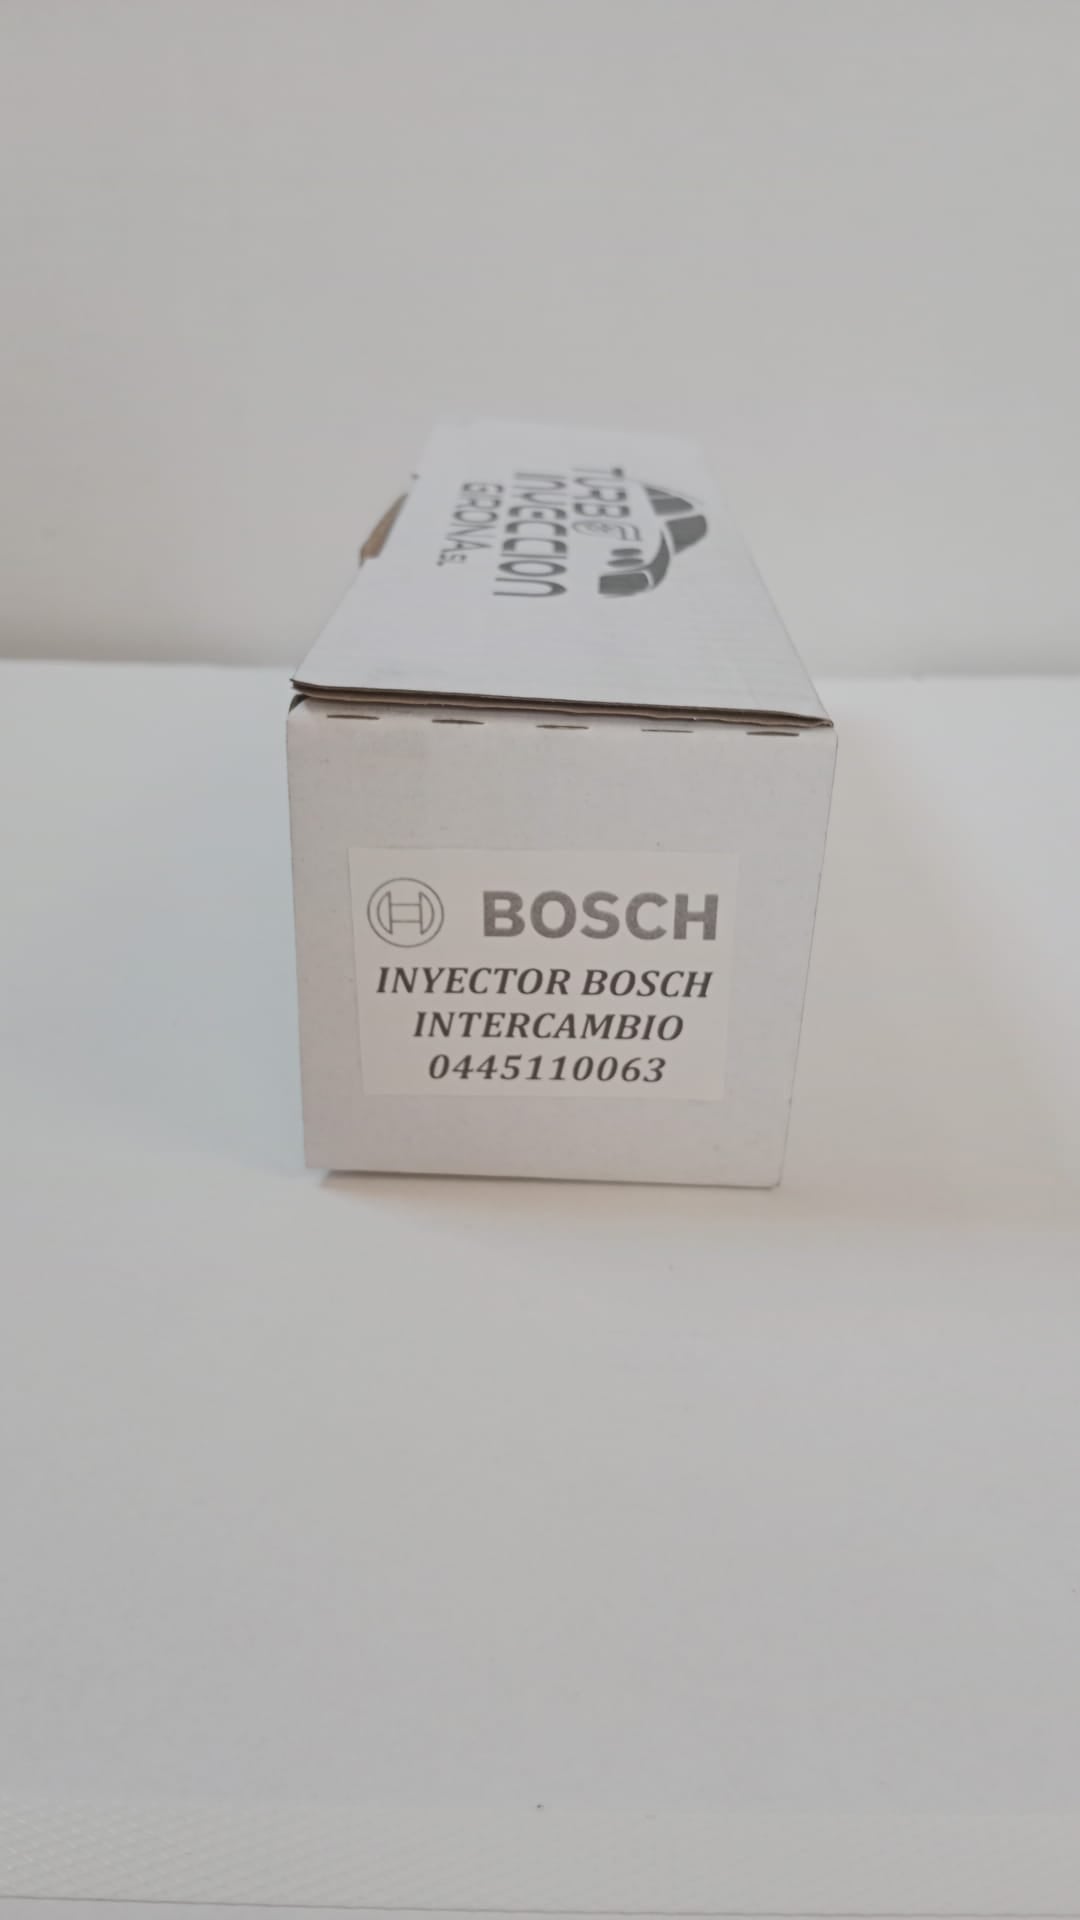 TURBO
INYECCION
GIRONA S.L.
BOSCH
INYECTOR BOSCH
INTERCAMBIO
0445110063